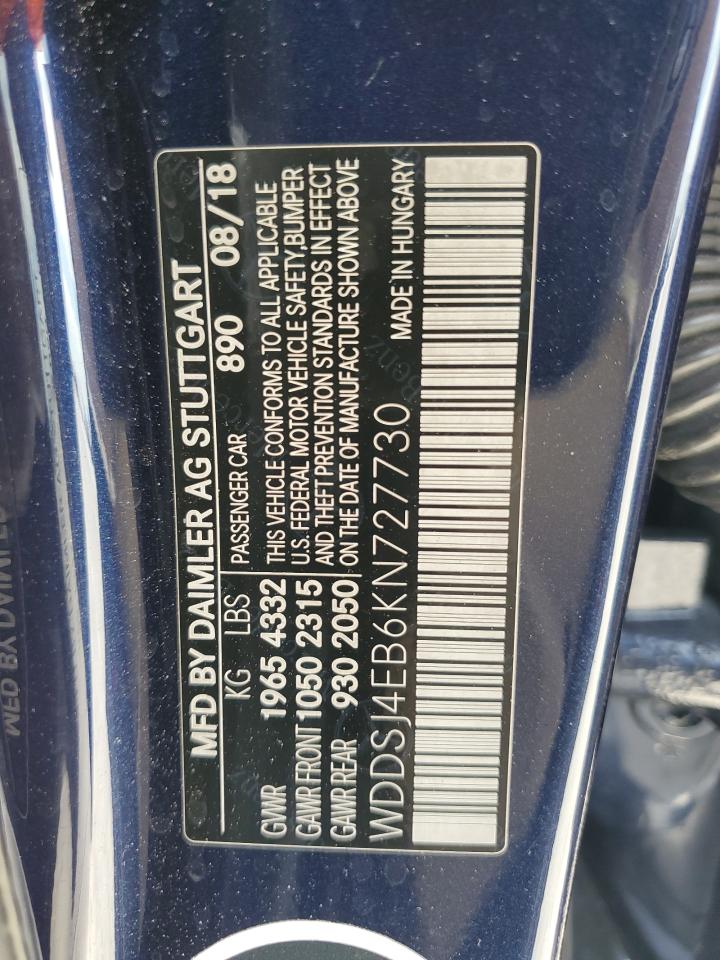 MFD BY DAIMLER AG STUTTGART
890 08/18
KG LBS PASSENGER CAR
GVWR 1965 4332
GAWR FRONT 1050 2315
GAWR REAR 930 2050
THIS VEHICLE CONFORMS TO ALL APPLICABLE
U.S. FEDERAL MOTOR VEHICLE SAFETY,BUMPER
AND THEFT PREVENTION STANDARDS IN EFFECT
ON THE DATE OF MANUFACTURE SHOWN ABOVE
WDDSJ4EB6KN727730
MADE IN HUNGARY